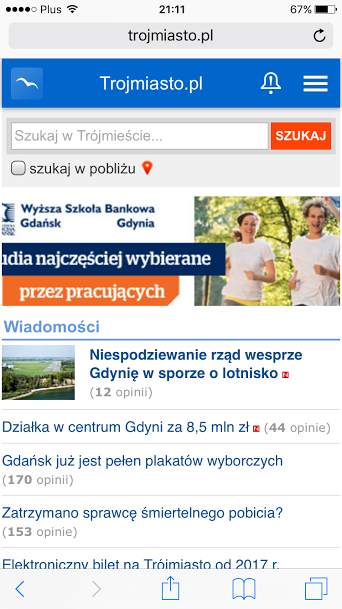 Plus 21:11 67%
trojmiasto.pl
Trojmiasto.pl
Szukaj w Trójmieście... SZUKAJ
szukaj w pobliżu
Wyższa Szkoła Bankowa
Gdańsk Gdynia
udia najczęściej wybierane
przez pracujących
Wiadomości
Niespodziewanie rząd wesprze
Gdynię w sporze o lotnisko N
(12 opinii)
Działka w centrum Gdyni za 8,5 mln zł N (44 opinie)
Gdańsk już jest pełen plakatów wyborczych
(170 opinii)
Zatrzymano sprawcę śmiertelnego pobicia?
(153 opinie)
Elektroniczny bilet na Trójmiasto od 2017 r.